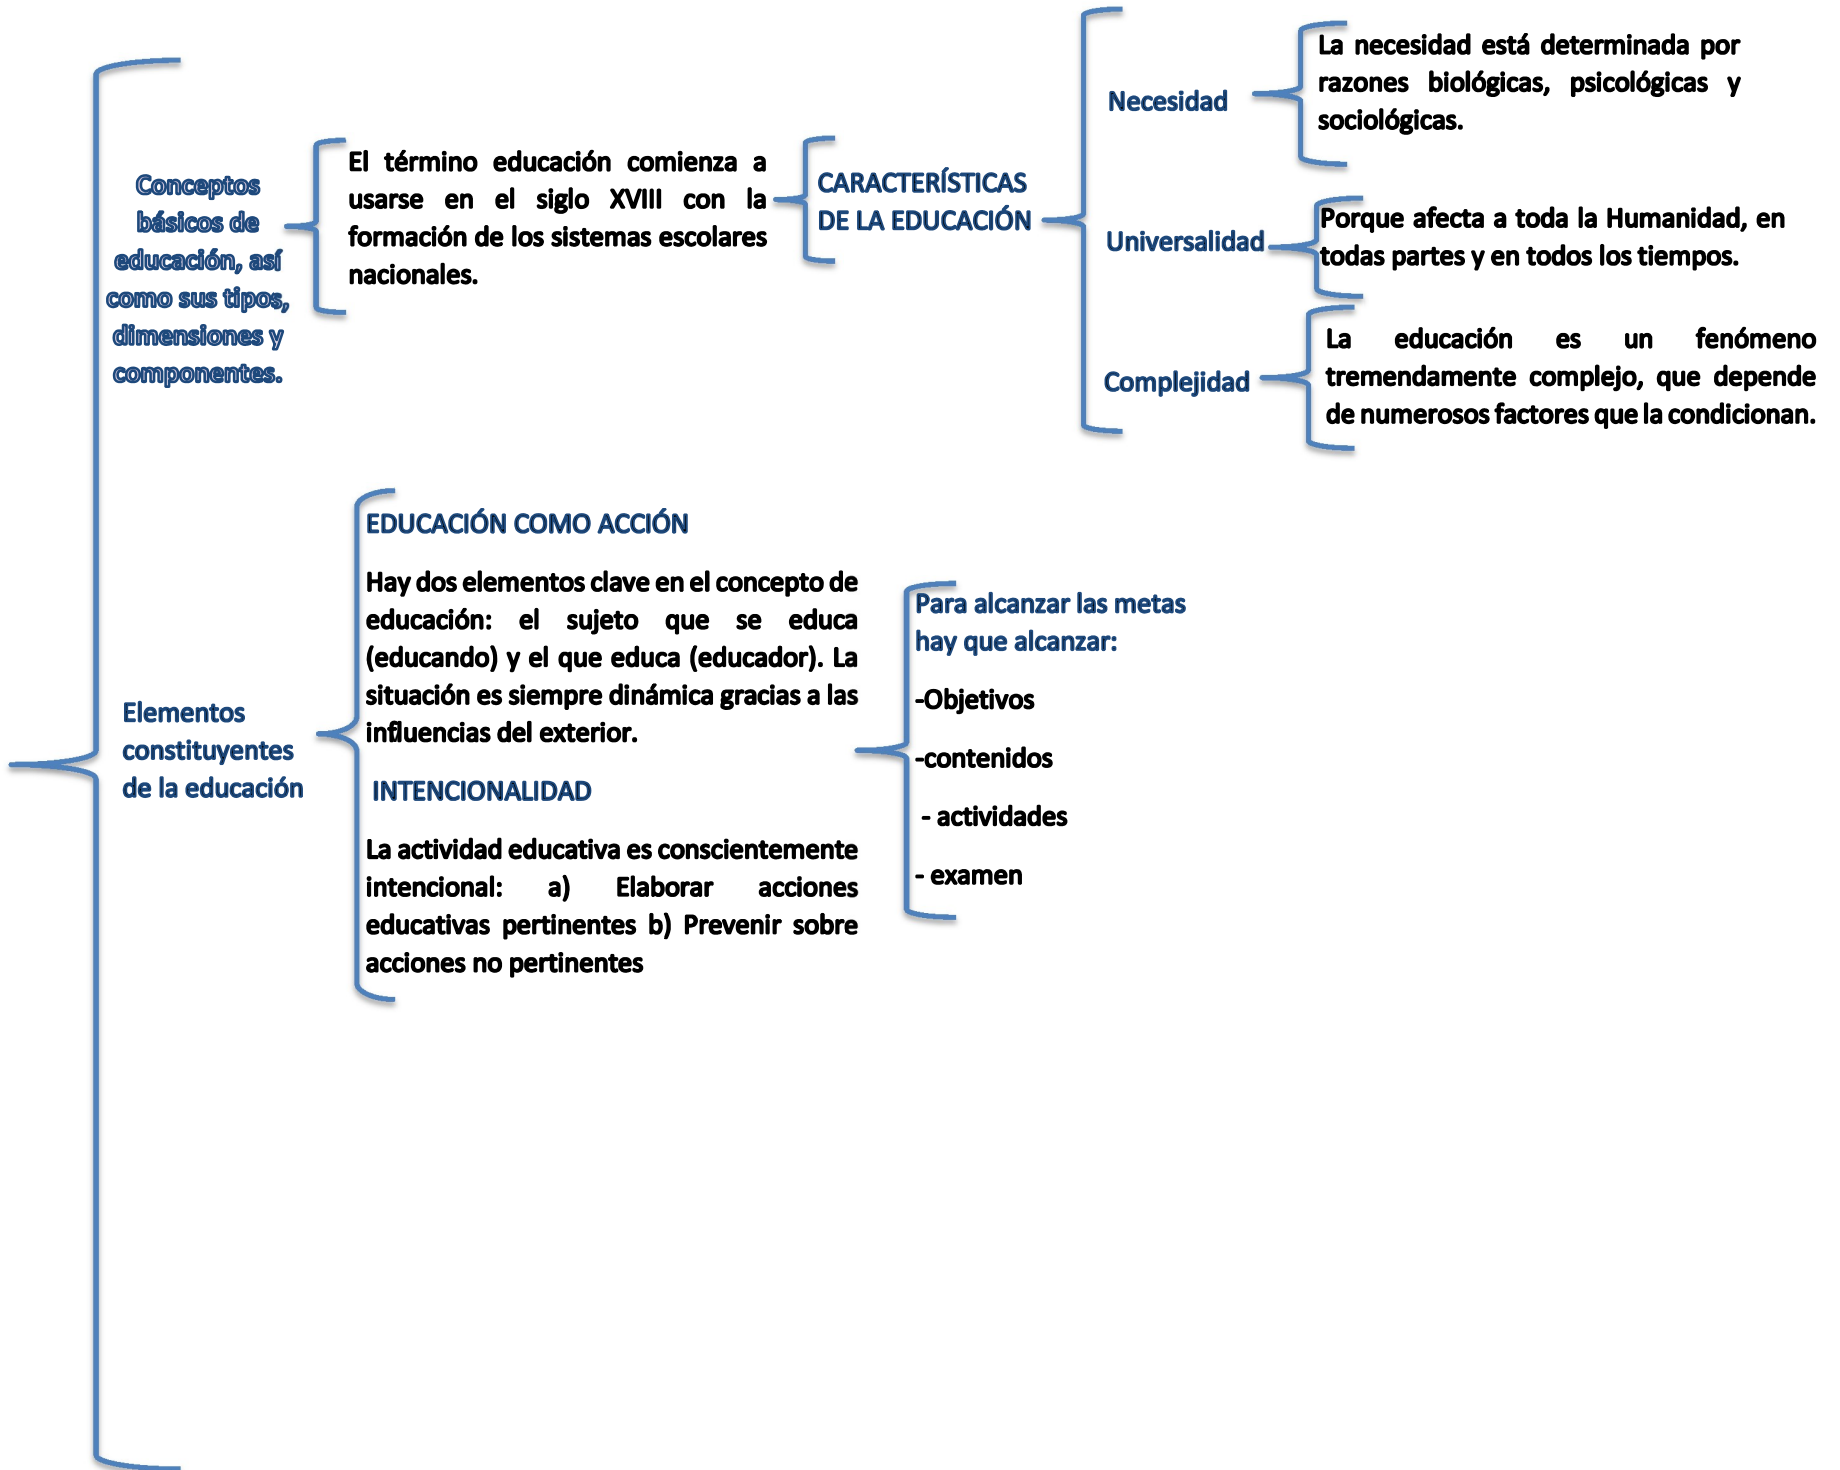 Conceptos
básicos de
educación, así
como sus tipos,
dimensiones y
componentes.
El término educación comienza a
usarse en el siglo XVIII con la
formación de los sistemas escolares
nacionales.
CARACTERÍSTICAS
DE LA EDUCACIÓN
Necesidad
La necesidad está determinada por
razones biológicas, psicológicas y
sociológicas.
Universalidad
Porque afecta a toda la Humanidad, en
todas partes y en todos los tiempos.
Complejidad
La educación es un fenómeno
tremendamente complejo, que depende
de numerosos factores que la condicionan.
Elementos
constituyentes
de la educación
EDUCACIÓN COMO ACCIÓN
Hay dos elementos clave en el concepto de
educación: el sujeto que se educa
(educando) y el que educa (educador). La
situación es siempre dinámica gracias a las
influencias del exterior.
INTENCIONALIDAD
La actividad educativa es conscientemente
intencional: a) Elaborar acciones
educativas pertinentes b) Prevenir sobre
acciones no pertinentes
Para alcanzar las metas
hay que alcanzar:
-Objetivos
-contenidos
- actividades
- examen